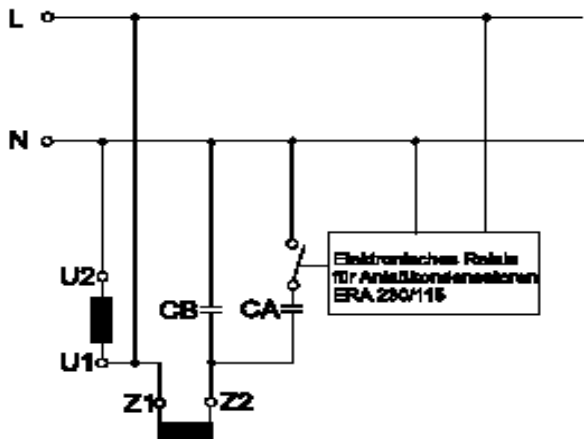 L
N
U2
U1
CB
CA
Z1
Z2
Elektronisches Relais
für Anlaßkondensatoren
ERA 230/115